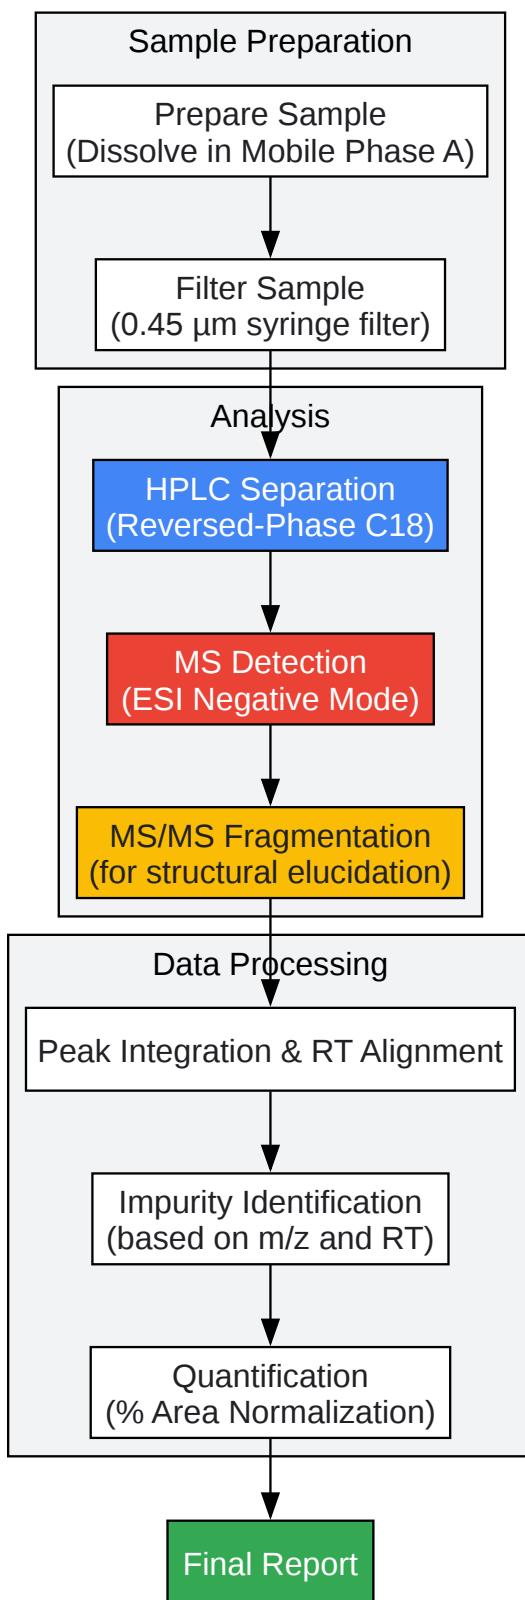 Sample Preparation
Prepare Sample
(Dissolve in Mobile Phase A)
Filter Sample
(0.45 µm syringe filter)
Analysis
HPLC Separation
(Reversed-Phase C18)
MS Detection
(ESI Negative Mode)
MS/MS Fragmentation
(for structural elucidation)
Data Processing
Peak Integration & RT Alignment
Impurity Identification
(based on m/z and RT)
Quantification
(% Area Normalization)
Final Report